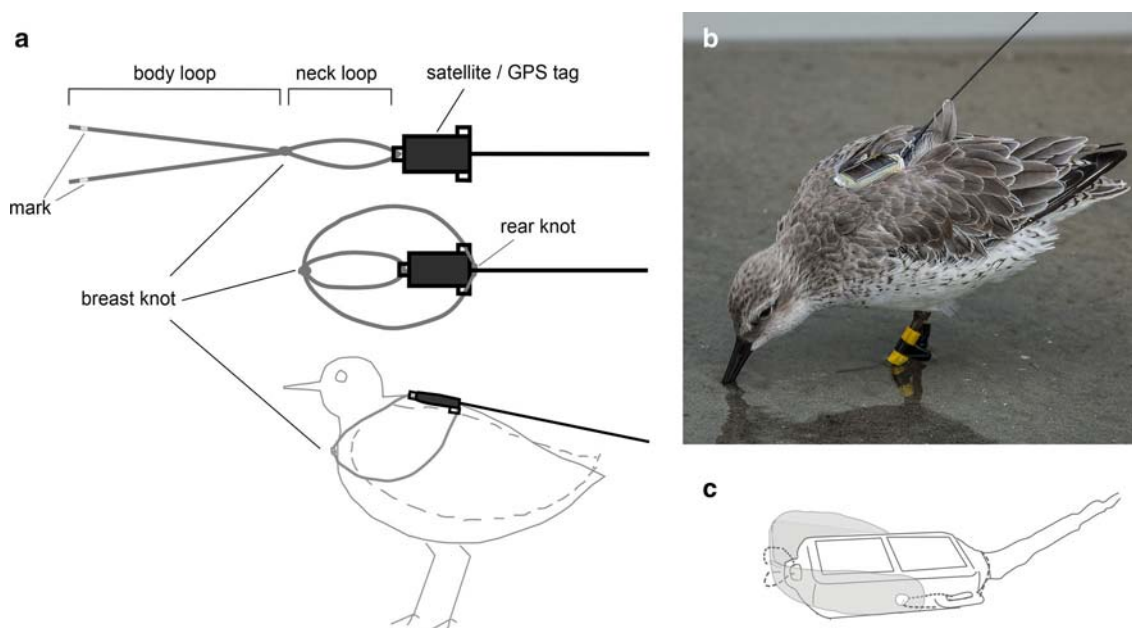 a
body loop
neck loop
satellite / GPS tag
mark
rear knot
breast knot
b
c